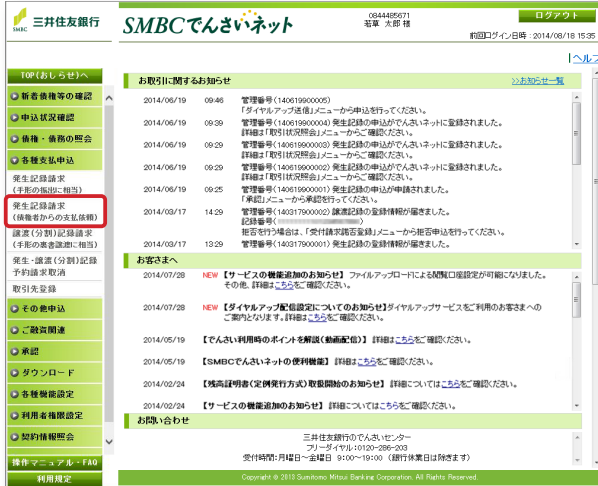 SMBC 三井住友銀行
SMBCでんさいネット
0844485671
若草 太郎 様
ログアウト
前回ログイン日時：2014/08/18 15:35
ヘルプ
TOP(おしらせ)へ
新着債権等の確認
申込状況確認
債権・債務の照会
各種支払申込
発生記録請求
(手形の振出に相当)
発生記録請求
(債権者からの支払依頼)
譲渡(分割)記録請求
(手形の裏書譲渡に相当)
発生・譲渡(分割)記録
予約請求取消
取引先登録
その他申込
ご融資関連
承認
ダウンロード
各種機能設定
利用者権限設定
契約情報照会
操作マニュアル・FAQ
利用規定
お取引に関するお知らせ
>>お知らせ一覧
2014/06/19 09:46 管理番号(140619900005)
「ダイヤルアップ送信」メニューから申込を行ってください。
2014/06/19 09:39 管理番号(140619900004) 発生記録の申込がでんさいネットに登録されました。
詳細は「取引状況照会」メニューからご確認ください。
2014/06/19 09:29 管理番号(140619900003) 発生記録の申込がでんさいネットに登録されました。
詳細は「取引状況照会」メニューからご確認ください。
2014/06/19 09:29 管理番号(140619900002) 発生記録の申込がでんさいネットに登録されました。
詳細は「取引状況照会」メニューからご確認ください。
2014/06/19 09:25 管理番号(140619900001) 発生記録の申込が申請されました。
「承認」メニューから承認を行ってください。
2014/03/17 14:29 管理番号(140317900002) 譲渡記録の登録情報が届きました。
記録番号(
拒否を行う場合は、「受付請求諾否登録」メニューから拒否申込を行ってください。
2014/03/17 13:29 管理番号(140317900001) 発生記録の登録情報が届きました。
お客さまへ
2014/07/28 NEW 【サービスの機能追加のお知らせ】 ファイルアップロードによる閲覧口座設定が可能になりました。
その他、詳細はこちらをご確認ください。
2014/07/28 NEW 【ダイヤルアップ配信設定についてのお知らせ】ダイヤルアップサービスをご利用のお客さまへの
ご案内となります。詳細はこちらをご確認ください。
2014/05/19 【でんさい利用時のポイントを解説(動画配信)】 詳細はこちらをご確認ください。
2014/05/19 【SMBCでんさいネットの便利機能】 詳細はこちらをご確認ください。
2014/02/24 【残高証明書(定例発行方式)取扱開始のお知らせ】 詳細についてはこちらをご確認ください。
2014/02/24 【サービスの機能追加のお知らせ】 詳細についてはこちらをご確認ください。
お問い合わせ
三井住友銀行のでんさいセンター
フリーダイヤル:0120-286-203
受付時間:月曜日～金曜日 9:00～19:00 (銀行休業日は除きます)
Copyright © 2013 Sumitomo Mitsui Banking Corporation. All Rights Reserved.